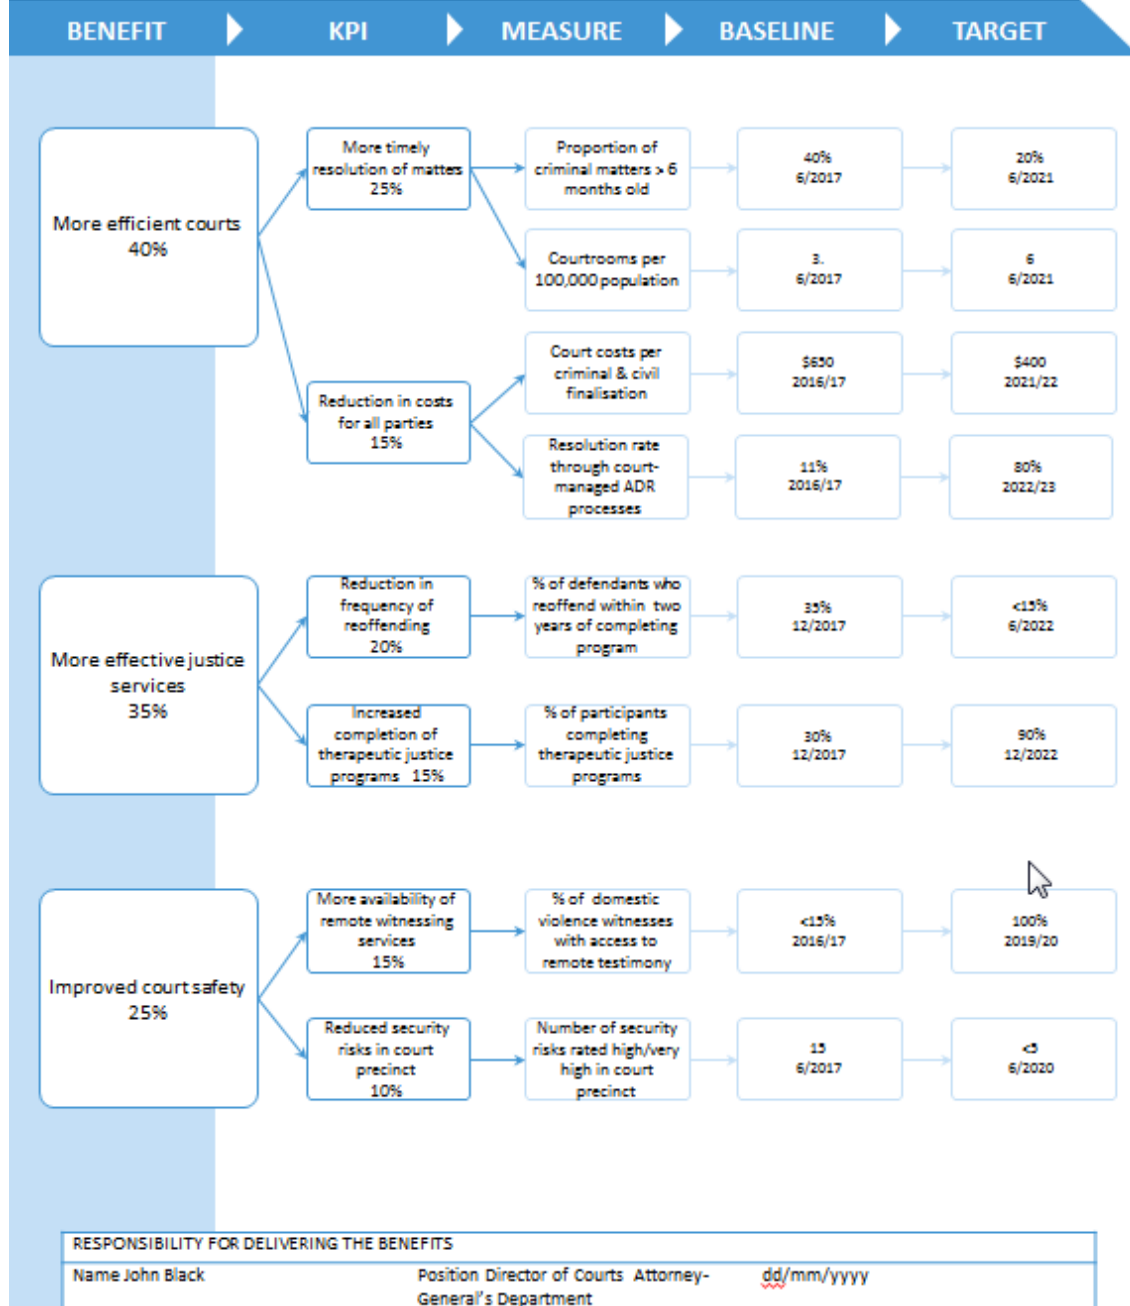 BENEFIT
KPI
MEASURE
BASELINE
TARGET
More efficient courts
40%
More timely
resolution of matters
25%
Proportion of
criminal matters > 6
months old
40%
6/2017
20%
6/2021
Courtrooms per
100,000 population
3.
6/2017
6
6/2021
Reduction in costs
for all parties
15%
Court costs per
criminal & civil
finalisation
$650
2016/17
$400
2021/22
Resolution rate
through court-
managed ADR
processes
11%
2016/17
80%
2022/23
More effective justice
services
35%
Reduction in
frequency of
reoffending
20%
% of defendants who
reoffend within two
years of completing
program
35%
12/2017
<15%
6/2022
Increased
completion of
therapeutic justice
programs 15%
% of participants
completing
therapeutic justice
programs
30%
12/2017
90%
12/2022
Improved court safety
25%
More availability of
remote witnessing
services
15%
% of domestic
violence witnesses
with access to
remote testimony
<15%
2016/17
100%
2019/20
Reduced security
risks in court
precinct
10%
Number of security
risks rated high/very
high in court
precinct
15
6/2017
<5
6/2020
RESPONSIBILITY FOR DELIVERING THE BENEFITS
Name John Black
Position Director of Courts Attorney-
General's Department
dd/mm/yyyy